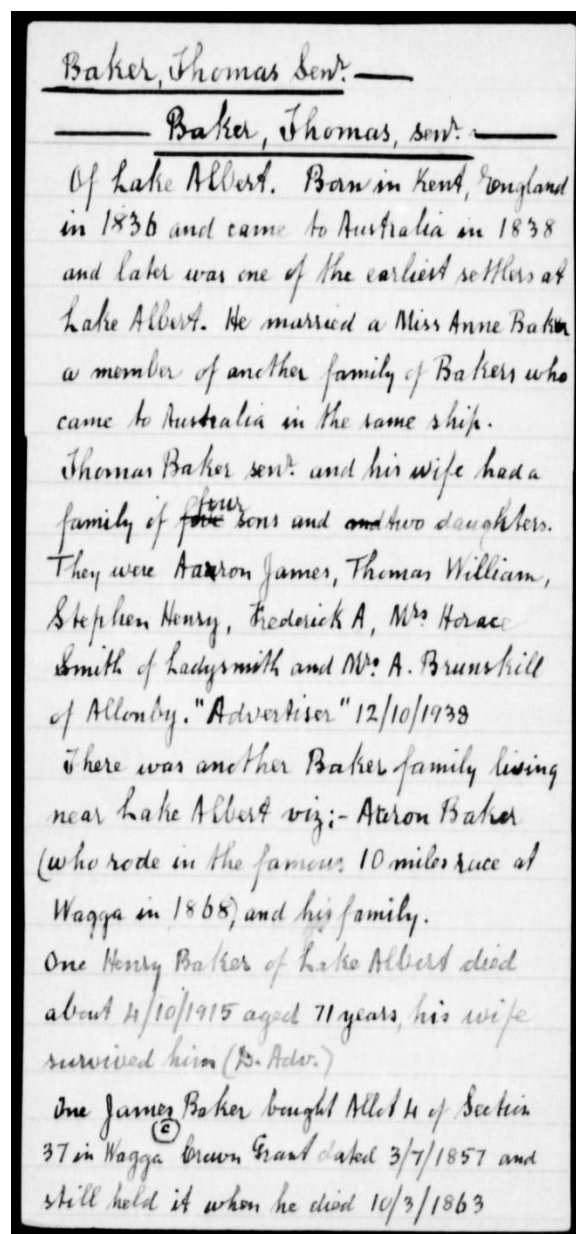 Baker, Thomas Senr. —
— Baker, Thomas, senr. —
Of Lake Albert. Born in Kent, England
in 1836 and came to Australia in 1838
and later was one of the earliest settlers at
Lake Albert. He married a Miss Anne Baker
a member of another family of Bakers who
came to Australia in the same ship.
Thomas Baker senr. and his wife had a
four
family of five sons and and two daughters.
They were Aaaron James, Thomas William,
Stephen Henry, Frederick A, Mrs Horace
Smith of Ladysmith and Mrs A. Brunskill
of Allonby. "Advertiser" 12/10/1938
There was another Baker family living
near Lake Albert viz;- Aaron Baker
(who rode in the famous 10 miles race at
Wagga in 1868) and his family.
One Henry Baker of Lake Albert died
about 4/10/1915 aged 71 years, his wife
survived him (D. Adv.)
One James Baker bought Allot 4 of Section
37 in Wagga Crown Grant dated 3/7/1857 and
still held it when he died 10/3/1863